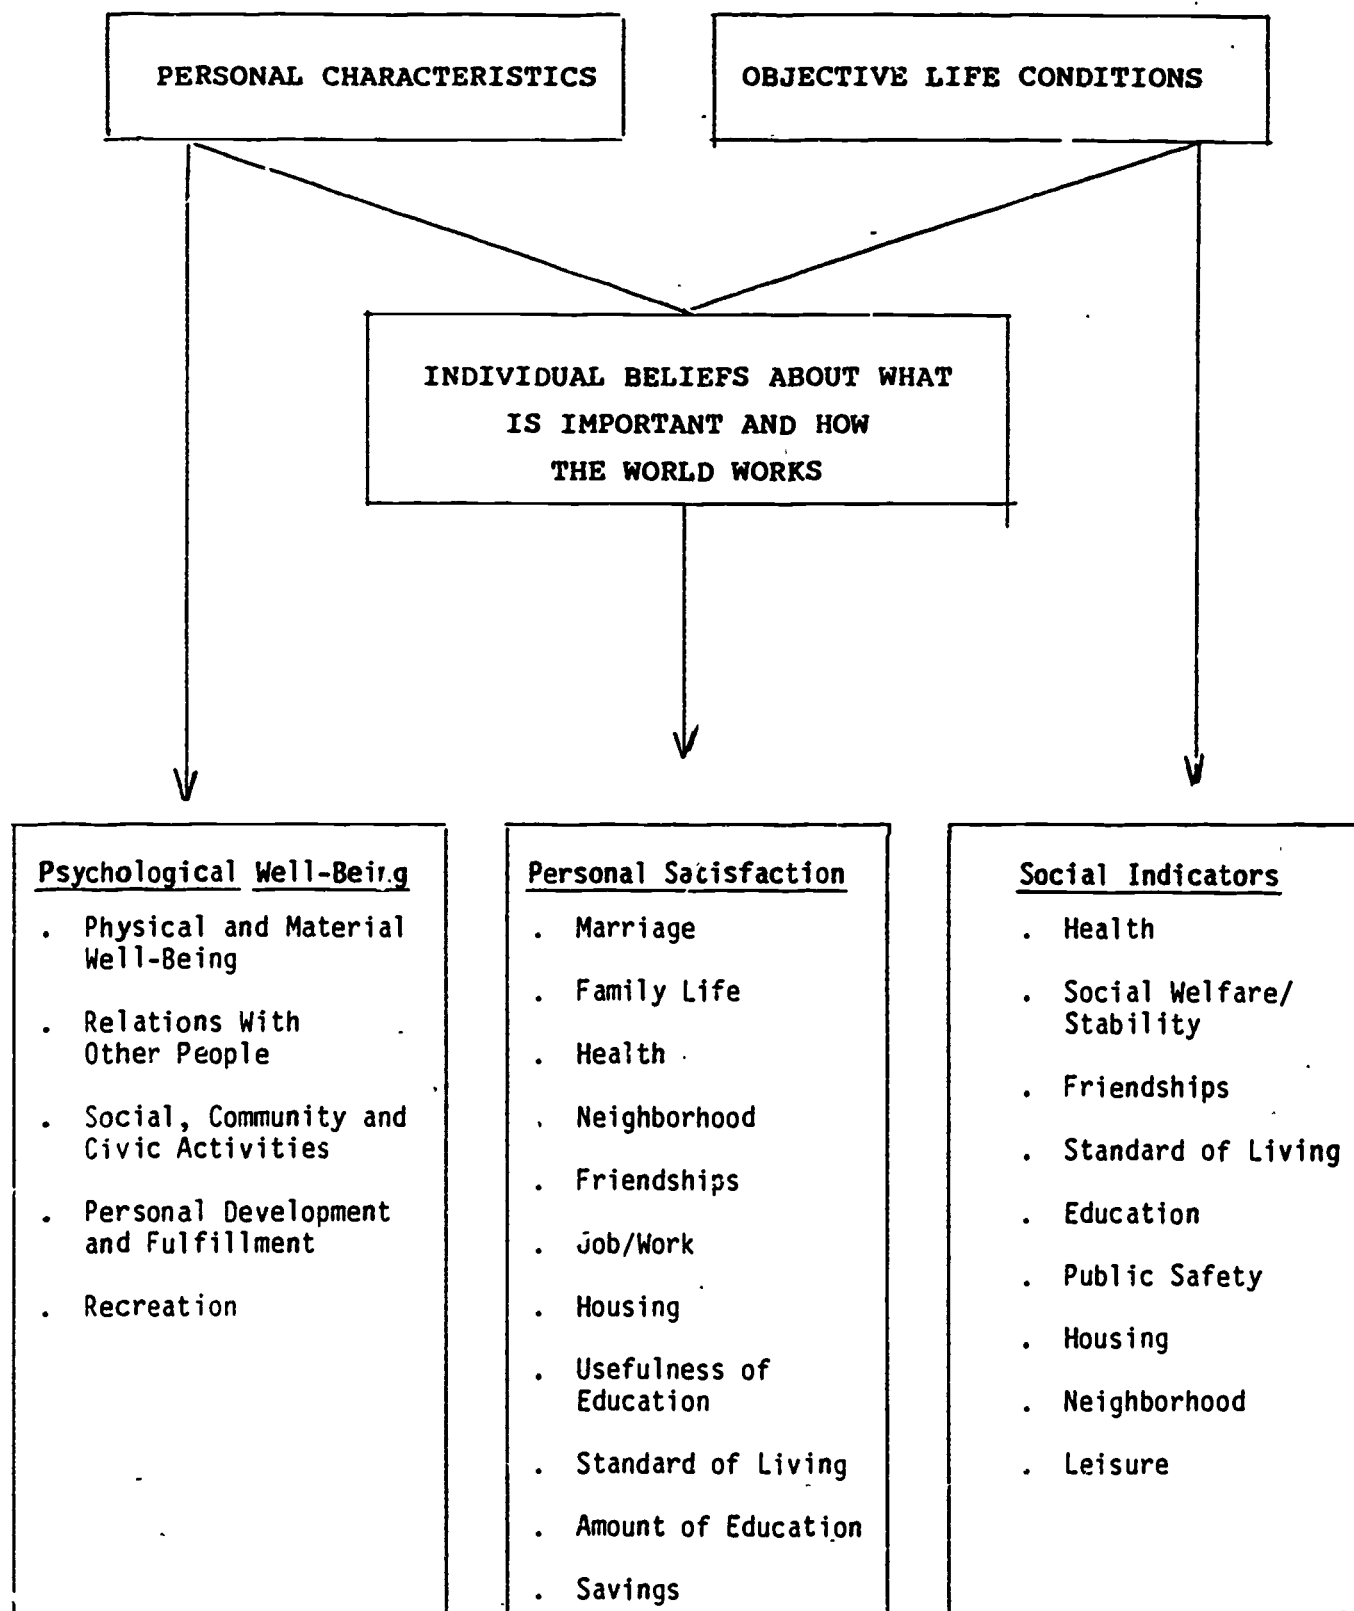 PERSONAL CHARACTERISTICS
OBJECTIVE LIFE CONDITIONS
INDIVIDUAL BELIEFS ABOUT WHAT
IS IMPORTANT AND HOW
THE WORLD WORKS
Psychological Well-Being
. Physical and Material
Well-Being
. Relations With
Other People
. Social, Community and
Civic Activities
. Personal Development
and Fulfillment
. Recreation
Personal Satisfaction
. Marriage
. Family Life
. Health
. Neighborhood
. Friendships
. Job/Work
. Housing
. Usefulness of
Education
. Standard of Living
. Amount of Education
. Savings
Social Indicators
. Health
. Social Welfare/
Stability
. Friendships
. Standard of Living
. Education
. Public Safety
. Housing
. Neighborhood
. Leisure